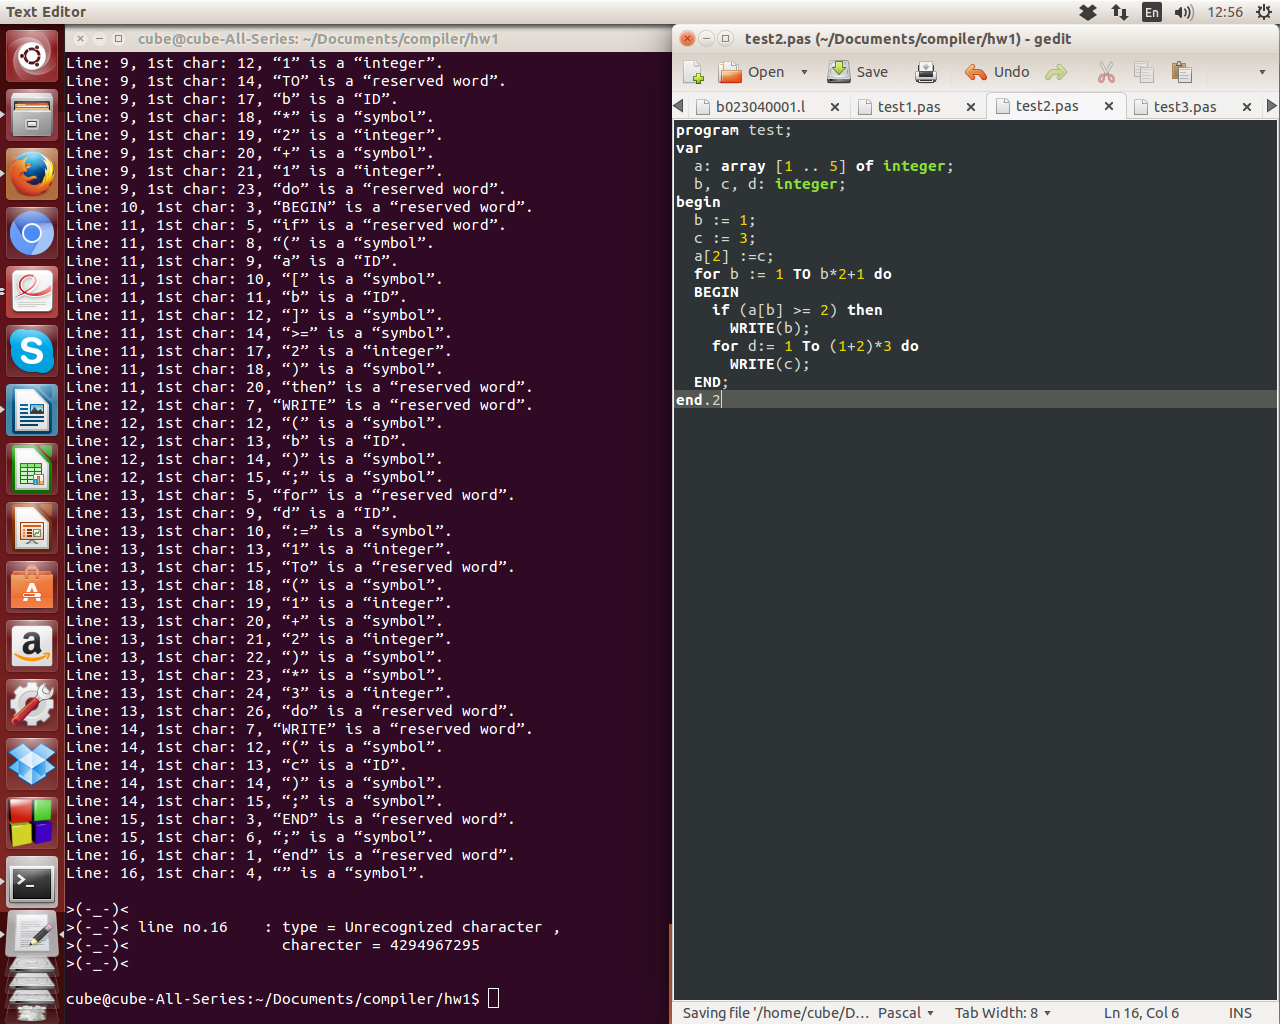 Text Editor
En
12:56
cube@cube-All-Series: ~/Documents/compiler/hw1
Line: 9, 1st char: 12, “1” is a “integer”.
Line: 9, 1st char: 14, “TO” is a “reserved word”.
Line: 9, 1st char: 17, “b” is a “ID”.
Line: 9, 1st char: 18, “*” is a “symbol”.
Line: 9, 1st char: 19, “2” is a “integer”.
Line: 9, 1st char: 20, “+” is a “symbol”.
Line: 9, 1st char: 21, “1” is a “integer”.
Line: 9, 1st char: 23, “do” is a “reserved word”.
Line: 10, 1st char: 3, “BEGIN” is a “reserved word”.
Line: 11, 1st char: 5, “if” is a “reserved word”.
Line: 11, 1st char: 8, “(” is a “symbol”.
Line: 11, 1st char: 9, “a” is a “ID”.
Line: 11, 1st char: 10, “[” is a “symbol”.
Line: 11, 1st char: 11, “b” is a “ID”.
Line: 11, 1st char: 12, “]” is a “symbol”.
Line: 11, 1st char: 14, “>=” is a “symbol”.
Line: 11, 1st char: 17, “2” is a “integer”.
Line: 11, 1st char: 18, “)” is a “symbol”.
Line: 11, 1st char: 20, “then” is a “reserved word”.
Line: 12, 1st char: 7, “WRITE” is a “reserved word”.
Line: 12, 1st char: 12, “(” is a “symbol”.
Line: 12, 1st char: 13, “b” is a “ID”.
Line: 12, 1st char: 14, “)” is a “symbol”.
Line: 12, 1st char: 15, “;” is a “symbol”.
Line: 13, 1st char: 5, “for” is a “reserved word”.
Line: 13, 1st char: 9, “d” is a “ID”.
Line: 13, 1st char: 10, “:=” is a “symbol”.
Line: 13, 1st char: 13, “1” is a “integer”.
Line: 13, 1st char: 15, “To” is a “reserved word”.
Line: 13, 1st char: 18, “(” is a “symbol”.
Line: 13, 1st char: 19, “1” is a “integer”.
Line: 13, 1st char: 20, “+” is a “symbol”.
Line: 13, 1st char: 21, “2” is a “integer”.
Line: 13, 1st char: 22, “)” is a “symbol”.
Line: 13, 1st char: 23, “*” is a “symbol”.
Line: 13, 1st char: 24, “3” is a “integer”.
Line: 13, 1st char: 26, “do” is a “reserved word”.
Line: 14, 1st char: 7, “WRITE” is a “reserved word”.
Line: 14, 1st char: 12, “(” is a “symbol”.
Line: 14, 1st char: 13, “c” is a “ID”.
Line: 14, 1st char: 14, “)” is a “symbol”.
Line: 14, 1st char: 15, “;” is a “symbol”.
Line: 15, 1st char: 3, “END” is a “reserved word”.
Line: 15, 1st char: 6, “;” is a “symbol”.
Line: 16, 1st char: 1, “end” is a “reserved word”.
Line: 16, 1st char: 4, “” is a “symbol”.
>(-_-)<
>(-_-)< line no.16    : type = Unrecognized character ,
>(-_-)<                 charecter = 4294967295
>(-_-)<
cube@cube-All-Series:~/Documents/compiler/hw1$
test2.pas (~/Documents/compiler/hw1) - gedit
Open Save Undo
b023040001.l test1.pas test2.pas test3.pas
program test;
var
  a: array [1 .. 5] of integer;
  b, c, d: integer;
begin
  b := 1;
  c := 3;
  a[2] :=c;
  for b := 1 TO b*2+1 do
  BEGIN
    if (a[b] >= 2) then
      WRITE(b);
    for d:= 1 To (1+2)*3 do
      WRITE(c);
  END;
end.2
Saving file '/home/cube/D... Pascal Tab Width: 8 Ln 16, Col 6 INS